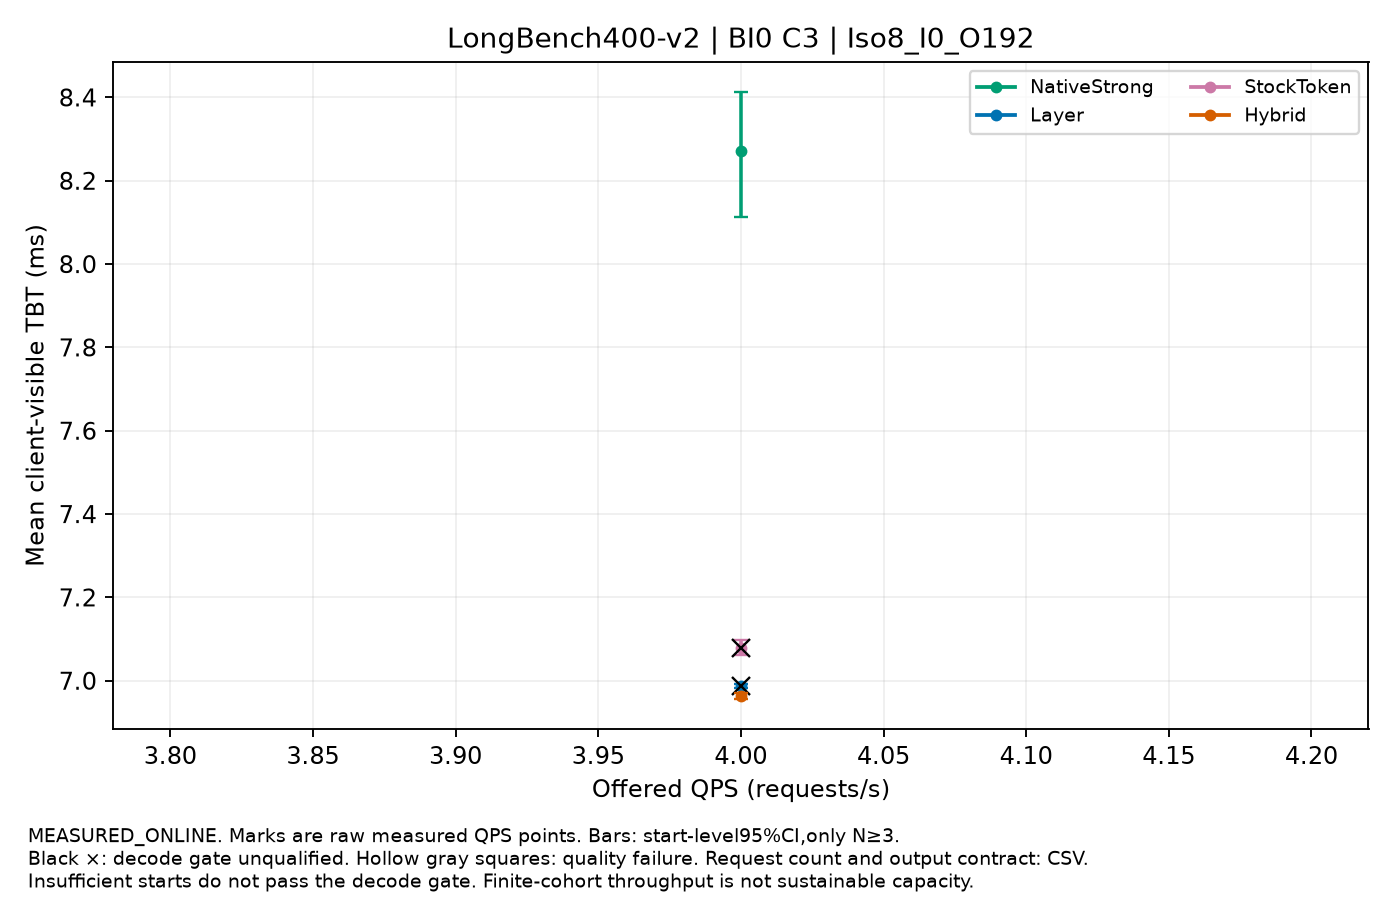 LongBench400-v2 | BI0 C3 | Iso8_I0_O192
NativeStrong
Layer
StockToken
Hybrid
Mean client-visible TBT (ms)
8.4
8.2
8.0
7.8
7.6
7.4
7.2
7.0
3.80 3.85 3.90 3.95 4.00 4.05 4.10 4.15 4.20
Offered QPS (requests/s)
MEASURED_ONLINE. Marks are raw measured QPS points. Bars: start-level95%CI,only N≥3.
Black ×: decode gate unqualified. Hollow gray squares: quality failure. Request count and output contract: CSV.
Insufficient starts do not pass the decode gate. Finite-cohort throughput is not sustainable capacity.